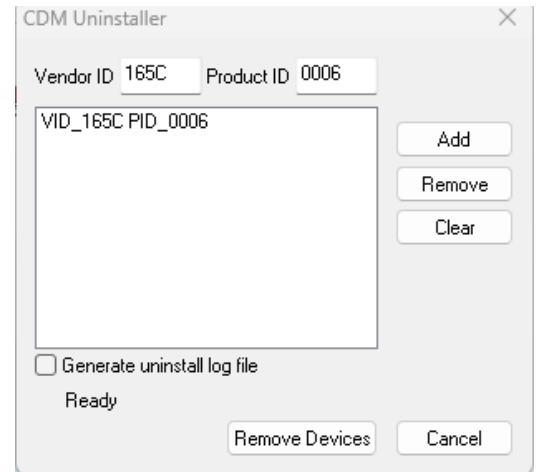 CDM Uninstaller
Vendor ID 165C Product ID 0006
VID_165C PID_0006
Add
Remove
Clear
Generate uninstall log file
Ready
Remove Devices Cancel